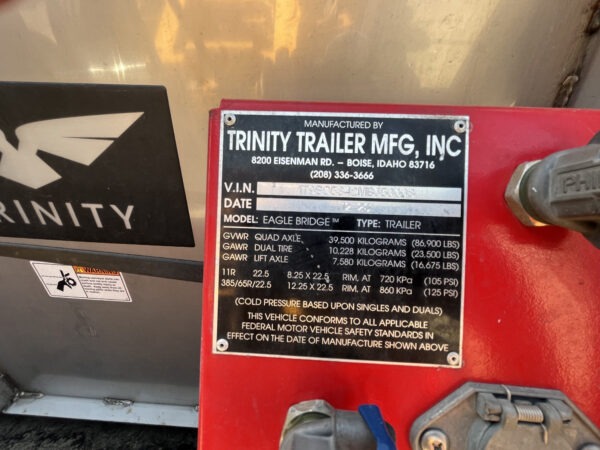 TRINITY
WARNING
MANUFACTURED BY
TRINITY TRAILER MFG, INC
8200 EISENMAN RD. – BOISE, IDAHO 83716
(208) 336-3666
V.I.N.
DATE
MODEL: EAGLE BRIDGE™ TYPE: TRAILER
GVWR QUAD AXLE, 39,500 KILOGRAMS (86,900 LBS)
GAWR DUAL TIRE 10,228 KILOGRAMS (23,500 LBS)
GAWR LIFT AXLE 7,580 KILOGRAMS (16,675 LBS)
11R 22.5 8.25 X 22.5 RIM, AT 720 KPa (105 PSI)
385/65R/22.5 12.25 X 22.5 RIM, AT 860 KPa (125 PSI)
(COLD PRESSURE BASED UPON SINGLES AND DUALS)
THIS VEHICLE CONFORMS TO ALL APPLICABLE
FEDERAL MOTOR VEHICLE SAFETY STANDARDS IN
EFFECT ON THE DATE OF MANUFACTURE SHOWN ABOVE